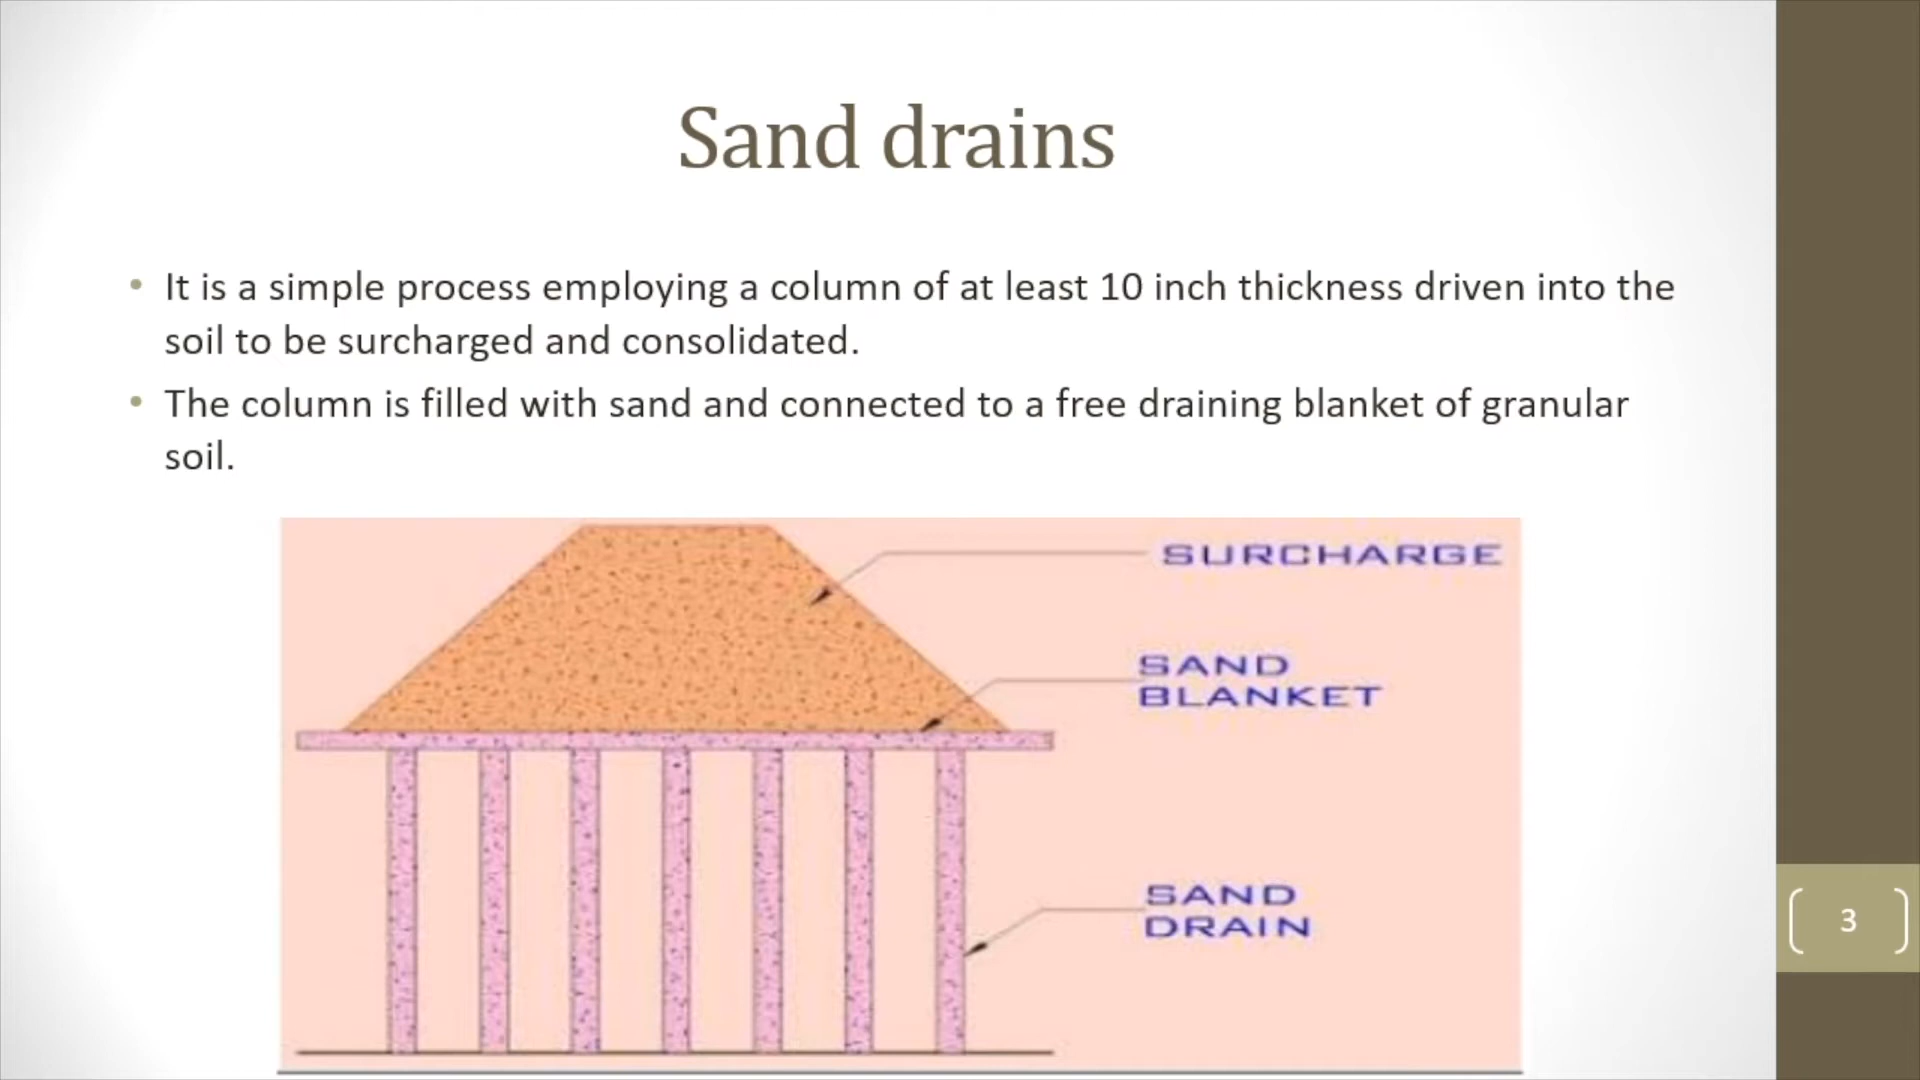 Sand drains
• It is a simple process employing a column of at least 10 inch thickness driven into the
soil to be surcharged and consolidated.
• The column is filled with sand and connected to a free draining blanket of granular
soil.
SURCHARGE
SAND
BLANKET
SAND
DRAIN
3